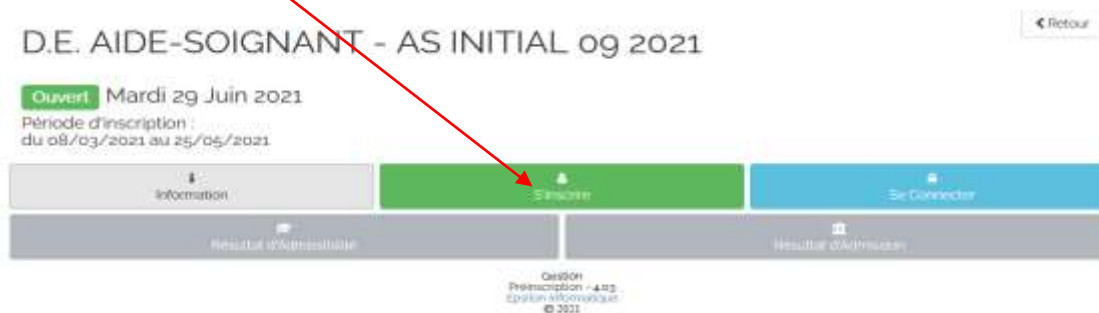 Retour
D.E. AIDE-SOIGNANT - AS INITIAL 09 2021
Ouvert Mardi 29 Juin 2021
Période d'inscription :
du 08/03/2021 au 25/05/2021
Information
S'inscrire
Se Connecter
Résultat d'Admissibilité
Résultat d'Admission
Gestion
Préinscription - 4.03
Epsilon Informatique
© 2021